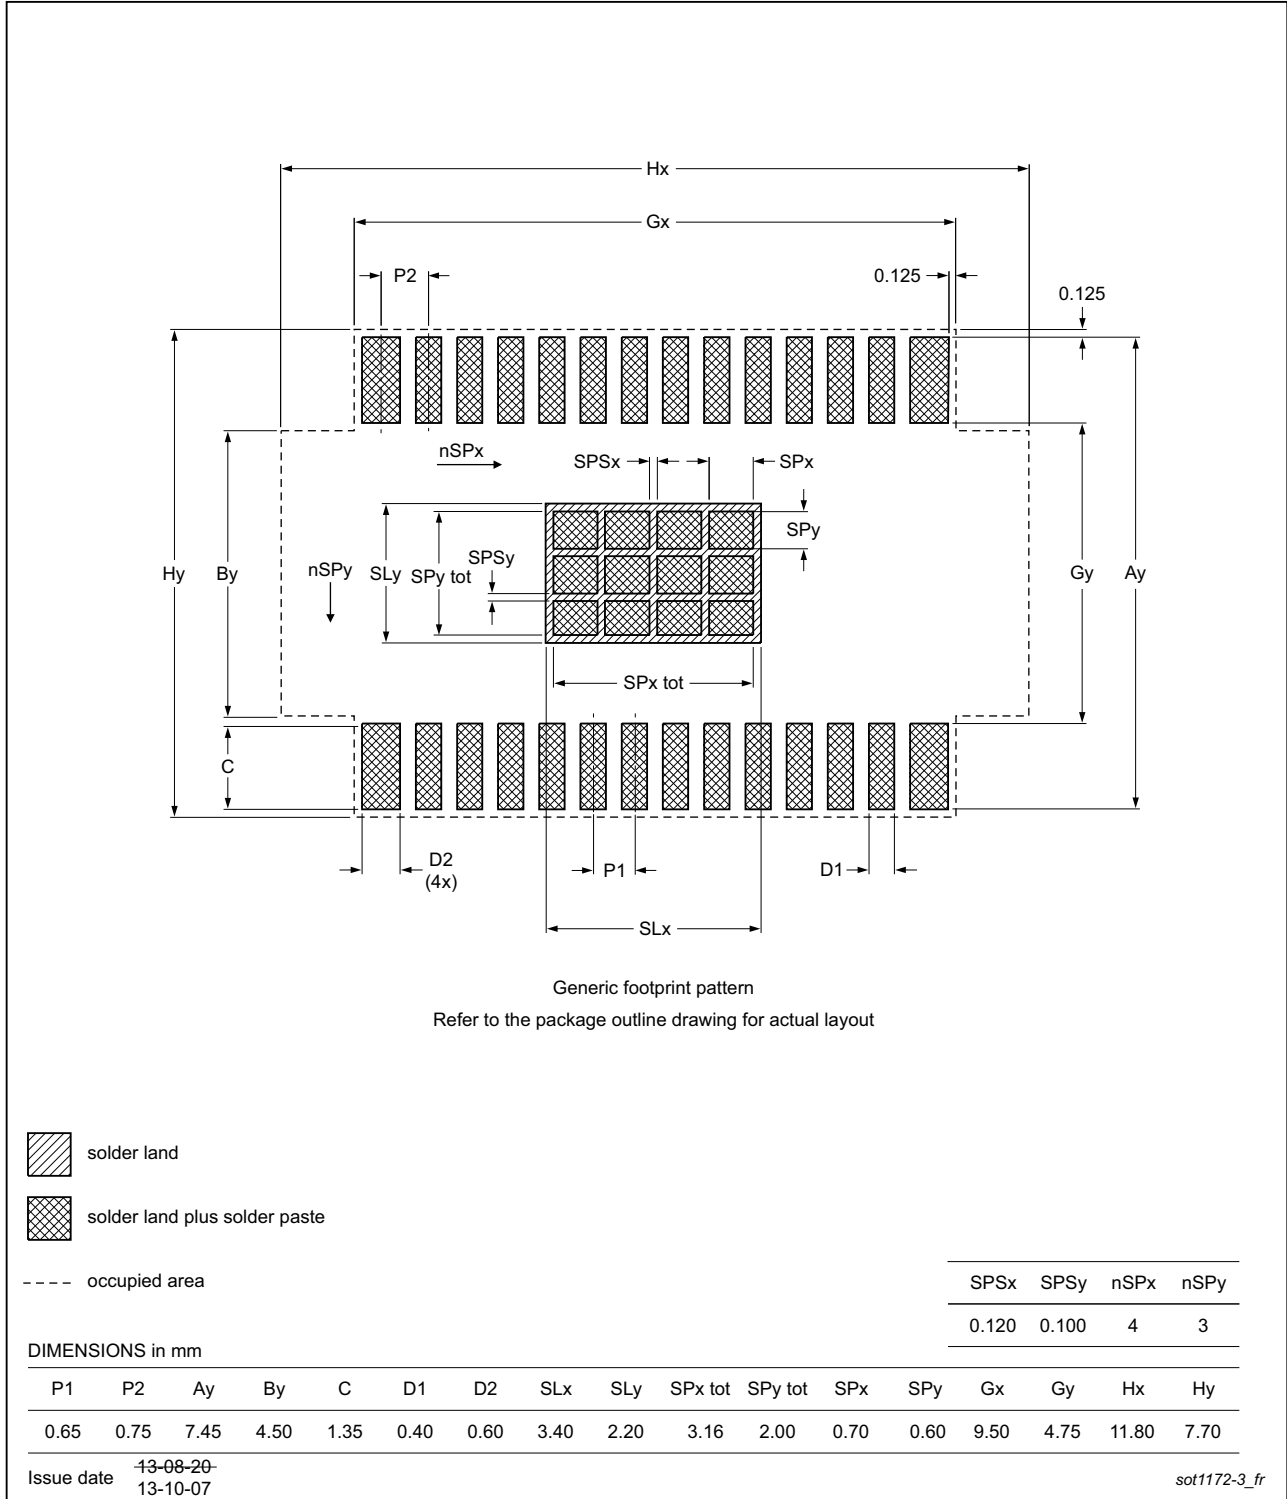 Hx
Gx
P2
0.125
0.125
nSPx
SPSx
SPx
SPy
SPSy
Hy
By
nSPy
SLy
SPy tot
Gy
Ay
SPx tot
C
D2
(4x)
P1
D1
SLx
Generic footprint pattern
Refer to the package outline drawing for actual layout
solder land
solder land plus solder paste
occupied area
SPSx SPSy nSPx nSPy
0.120 0.100 4 3
DIMENSIONS in mm
P1 P2 Ay By C D1 D2 SLx SLy SPx tot SPy tot SPx SPy Gx Gy Hx Hy
0.65 0.75 7.45 4.50 1.35 0.40 0.60 3.40 2.20 3.16 2.00 0.70 0.60 9.50 4.75 11.80 7.70
Issue date
13-08-20
13-10-07
sot1172-3_fr